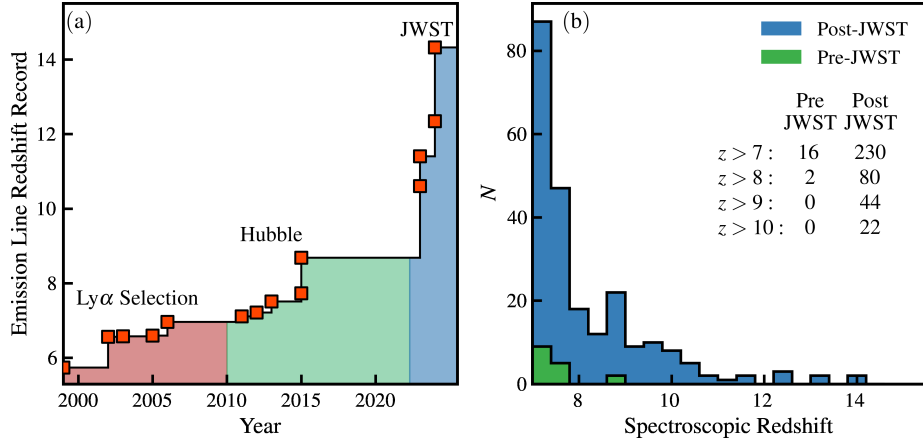 (a)
JWST
14
12
10
8
6
Emission Line Redshift Record
Hubble
Lyα Selection
2000
2005
2010
2015
2020
Year
(b)
Post-JWST
Pre-JWST
Pre Post
JWST JWST
z > 7 : 16 230
z > 8 : 2 80
z > 9 : 0 44
z > 10 : 0 22
80
60
40
20
0
N
8
10
12
14
Spectroscopic Redshift